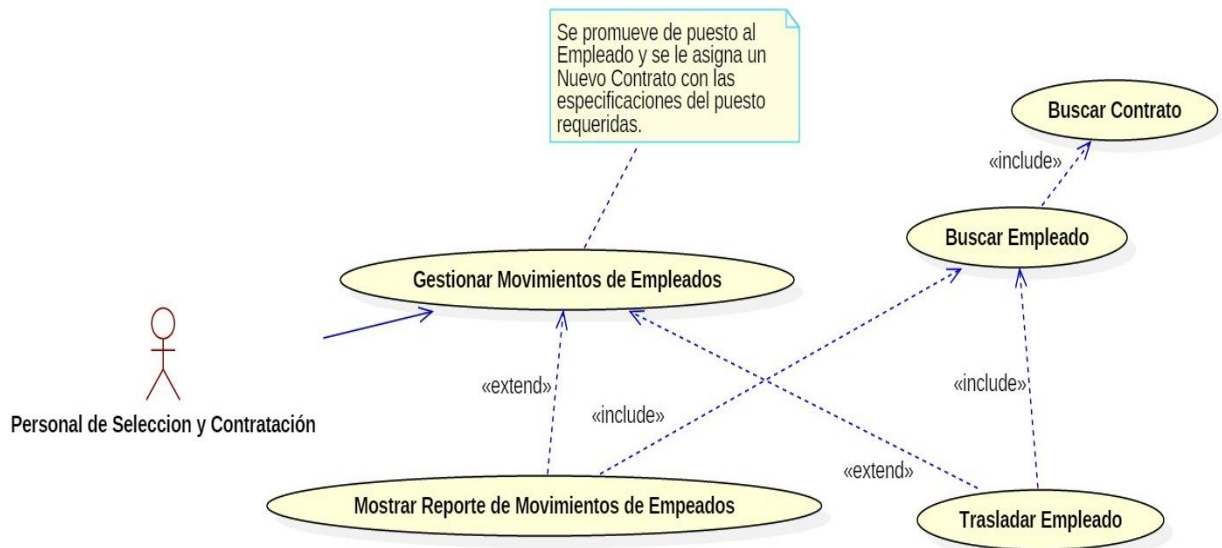 Se promueve de puesto al
Empleado y se le asigna un
Nuevo Contrato con las
especificaciones del puesto
requeridas.
Buscar Contrato
«include»
Buscar Empleado
Gestionar Movimientos de Empleados
«extend»
«include»
«include»
Personal de Seleccion y Contratación
«extend»
Mostrar Reporte de Movimientos de Empeados
Trasladar Empleado